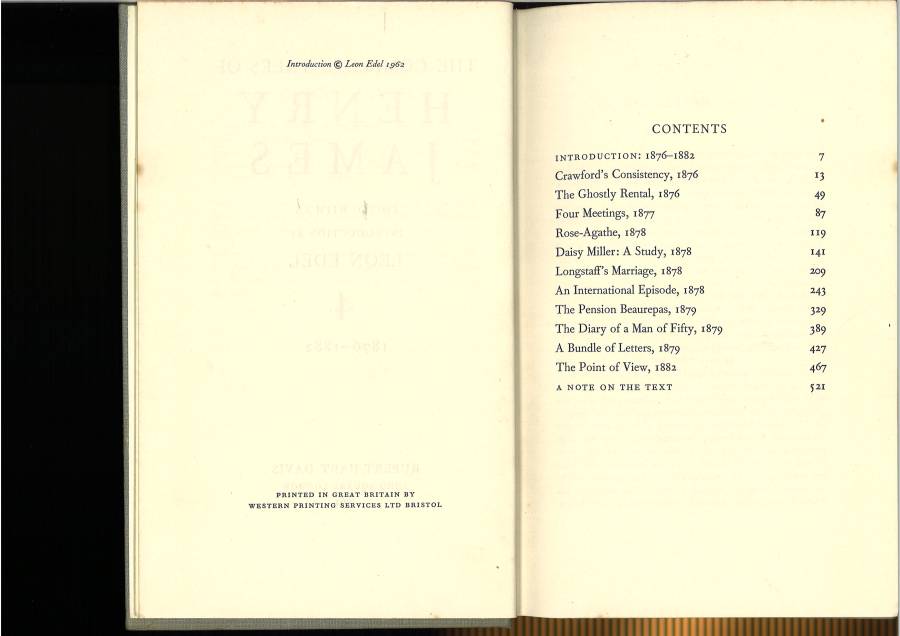 Introduction © Leon Edel 1962
PRINTED IN GREAT BRITAIN BY
WESTERN PRINTING SERVICES LTD BRISTOL
CONTENTS
INTRODUCTION: 1876–1882 7
Crawford's Consistency, 1876 13
The Ghostly Rental, 1876 49
Four Meetings, 1877 87
Rose-Agathe, 1878 119
Daisy Miller: A Study, 1878 141
Longstaff's Marriage, 1878 209
An International Episode, 1878 243
The Pension Beaurepas, 1879 329
The Diary of a Man of Fifty, 1879 389
A Bundle of Letters, 1879 427
The Point of View, 1882 467
A NOTE ON THE TEXT 521